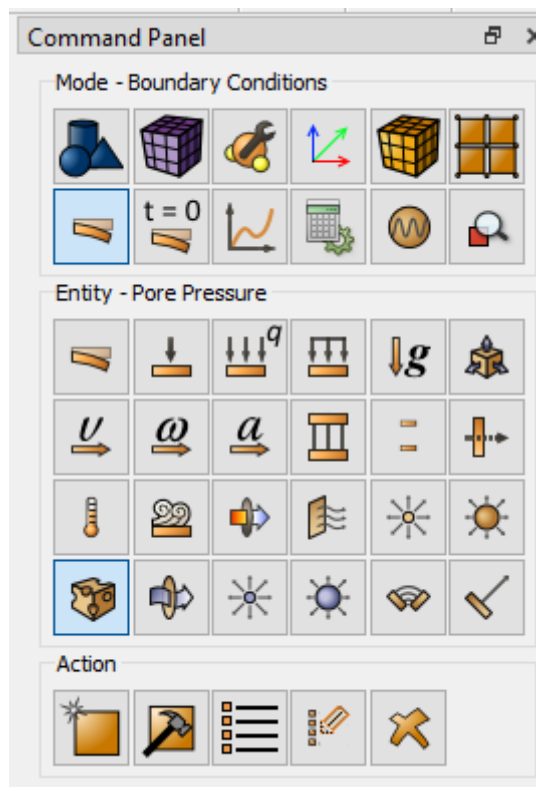 Command Panel
Mode - Boundary Conditions
t = 0
Entity - Pore Pressure
q
g
υ ω a
Action